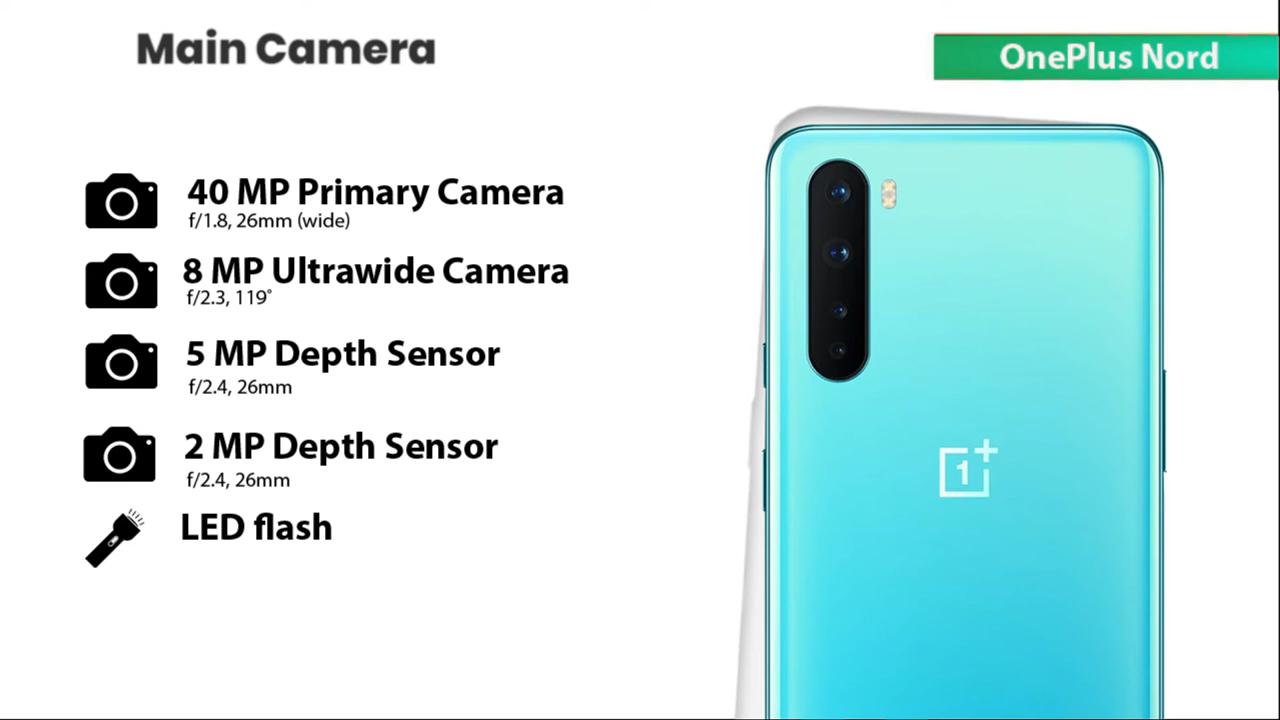 Main Camera
OnePlus Nord
40 MP Primary Camera
f/1.8, 26mm (wide)
8 MP Ultrawide Camera
f/2.3, 119°
5 MP Depth Sensor
f/2.4, 26mm
2 MP Depth Sensor
f/2.4, 26mm
LED flash
1+